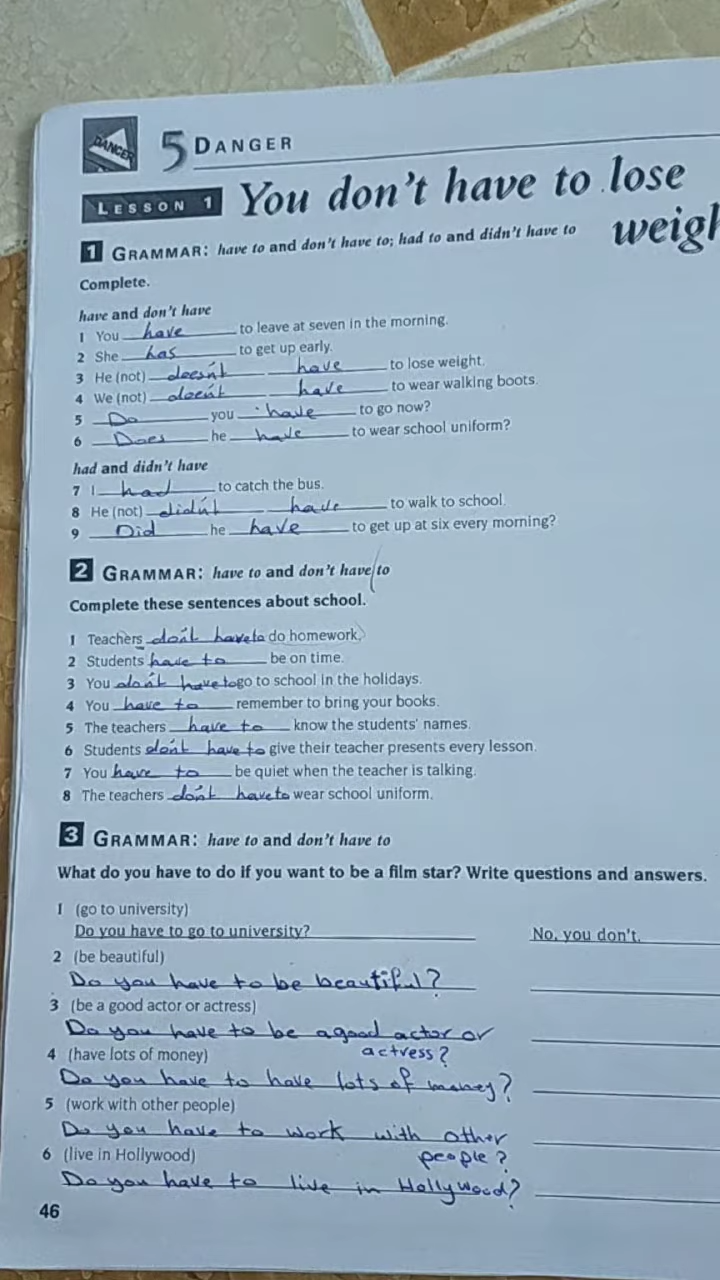 DANGER
5 DANGER
LESSON 1 You don't have to lose
1 GRAMMAR: have to and don't have to; had to and didn't have to
Complete.
have and don't have
1 You have to leave at seven in the morning.
2 She has to get up early.
3 He (not) doesn't have to lose weight.
4 We (not) doen't have to wear walking boots.
5 Do you have to go now?
6 Does he have to wear school uniform?
had and didn't have
7 I had to catch the bus.
8 He (not) didn't have to walk to school.
9 Did he have to get up at six every morning?
2 GRAMMAR: have to and don't have to
Complete these sentences about school.
1 Teachers don't have to do homework.
2 Students have to be on time.
3 You don't have to go to school in the holidays.
4 You have to remember to bring your books.
5 The teachers have to know the students' names.
6 Students don't have to give their teacher presents every lesson.
7 You have to be quiet when the teacher is talking.
8 The teachers don't have to wear school uniform.
3 GRAMMAR: have to and don't have to
What do you have to do if you want to be a film star? Write questions and answers.
1 (go to university)
Do you have to go to university? No, you don't.
2 (be beautiful)
Do you have to be beautiful?
3 (be a good actor or actress)
Do you have to be a good actor or
actress?
4 (have lots of money)
Do you have to have lots of money?
5 (work with other people)
Do you have to work with other
people?
6 (live in Hollywood)
Do you have to live in Hollywood?
46